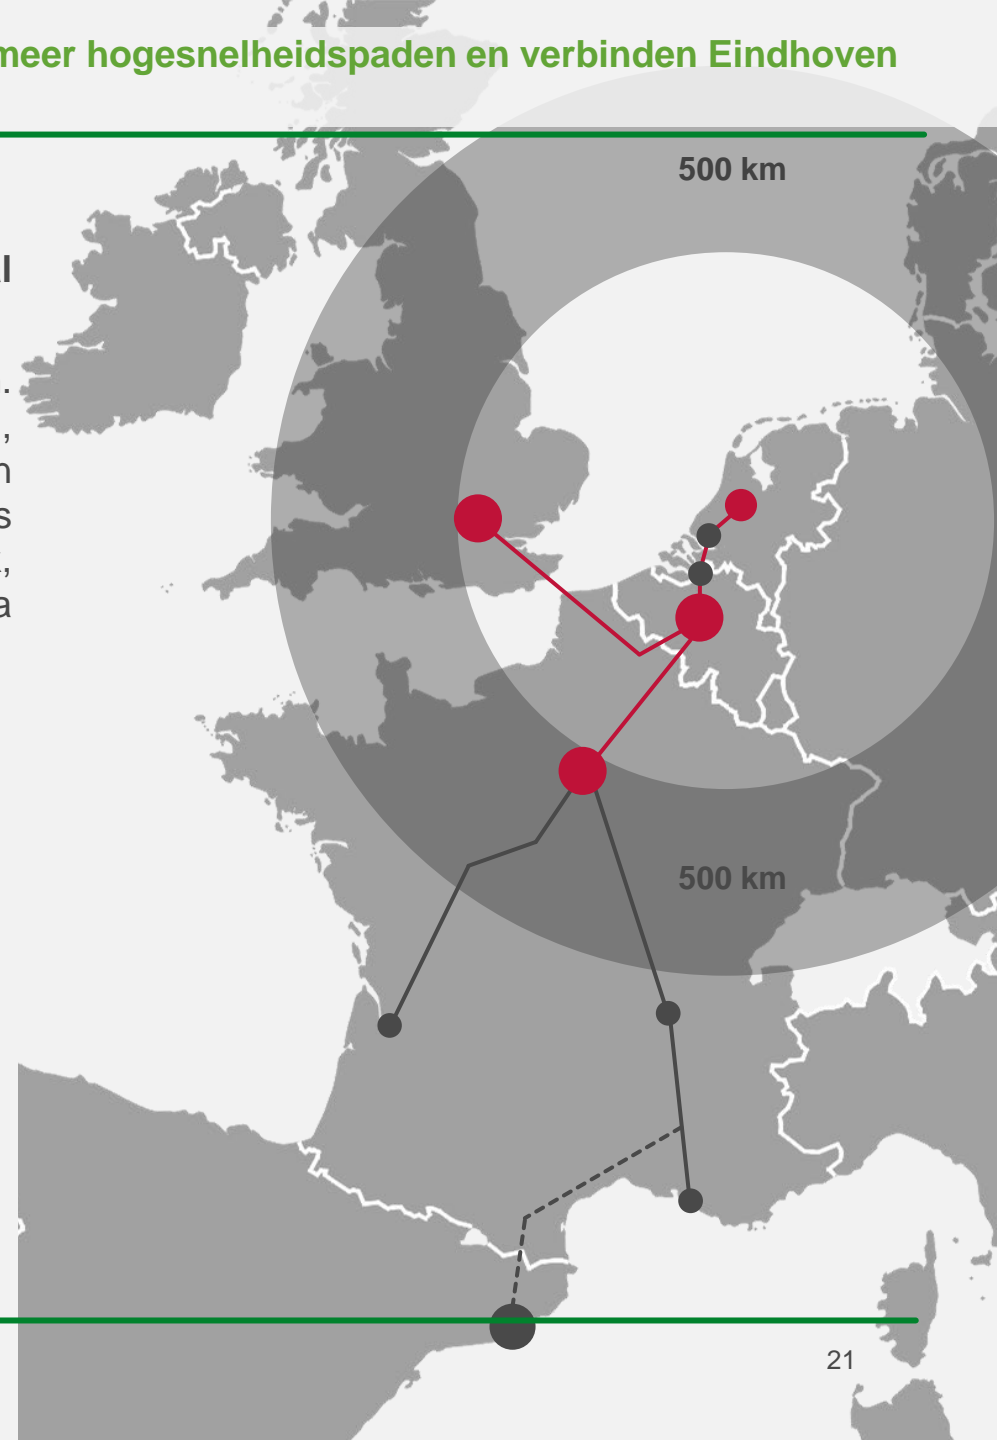 meer hogesnelheidspaden en verbinden Eindhoven
500 km
l
.
,
n
s
,
a
500 km
21